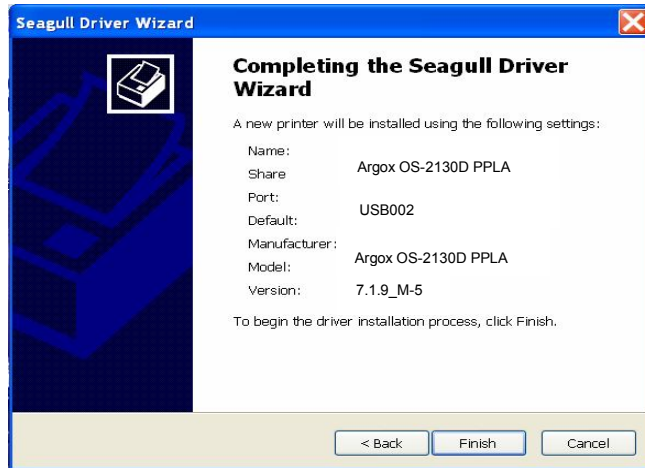 Seagull Driver Wizard
Completing the Seagull Driver
Wizard
A new printer will be installed using the following settings:
Name:
Share
Argox OS-2130D PPLA
Port:
USB002
Default:
Manufacturer:
Model:
Argox OS-2130D PPLA
Version:
7.1.9_M-5
To begin the driver installation process, click Finish.
< Back
Finish
Cancel